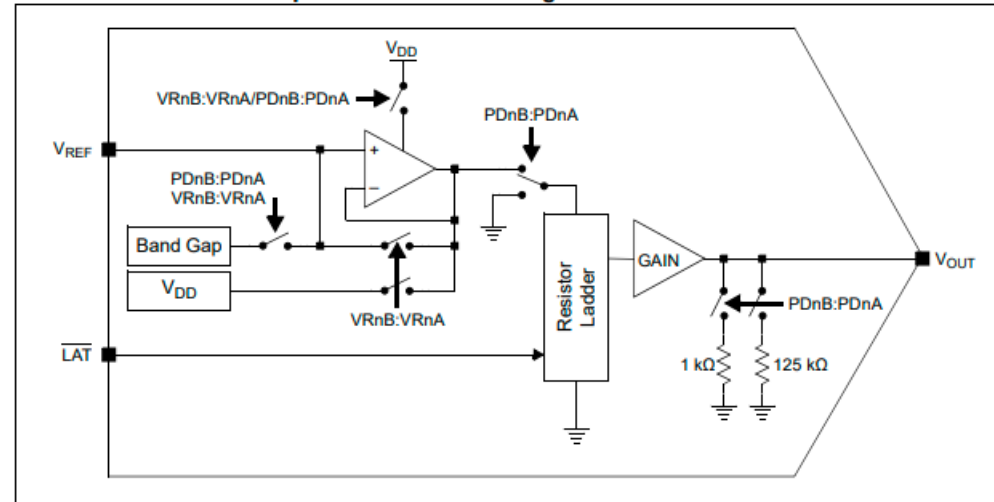 VDD
VRnB:VRnA/PDnB:PDnA
PDnB:PDnA
VREF
+
–
PDnB:PDnA
VRnB:VRnA
Band Gap
VDD
VRnB:VRnA
Resistor
Ladder
GAIN
VOUT
PDnB:PDnA
LAT
1 kΩ
125 kΩ